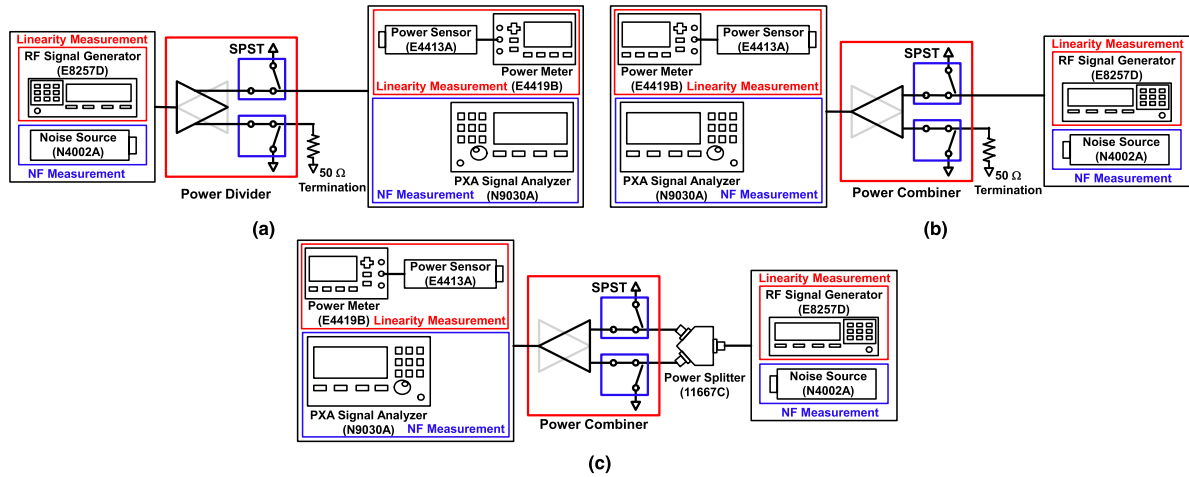 Linearity Measurement
RF Signal Generator
(E8257D)
Noise Source
(N4002A)
NF Measurement
SPST
50 Ω
Termination
Power Divider
Power Sensor
(E4413A)
Power Meter
(E4419B)
Linearity Measurement
PXA Signal Analyzer
(N9030A)
NF Measurement
(a)
Power Sensor
(E4413A)
Power Meter
(E4419B)
Linearity Measurement
PXA Signal Analyzer
(N9030A)
NF Measurement
SPST
50 Ω
Termination
Power Combiner
Linearity Measurement
RF Signal Generator
(E8257D)
Noise Source
(N4002A)
NF Measurement
(b)
Power Sensor
(E4413A)
Power Meter
(E4419B)
Linearity Measurement
PXA Signal Analyzer
(N9030A)
NF Measurement
SPST
Power Combiner
Power Splitter
(11667C)
Linearity Measurement
RF Signal Generator
(E8257D)
Noise Source
(N4002A)
NF Measurement
(c)